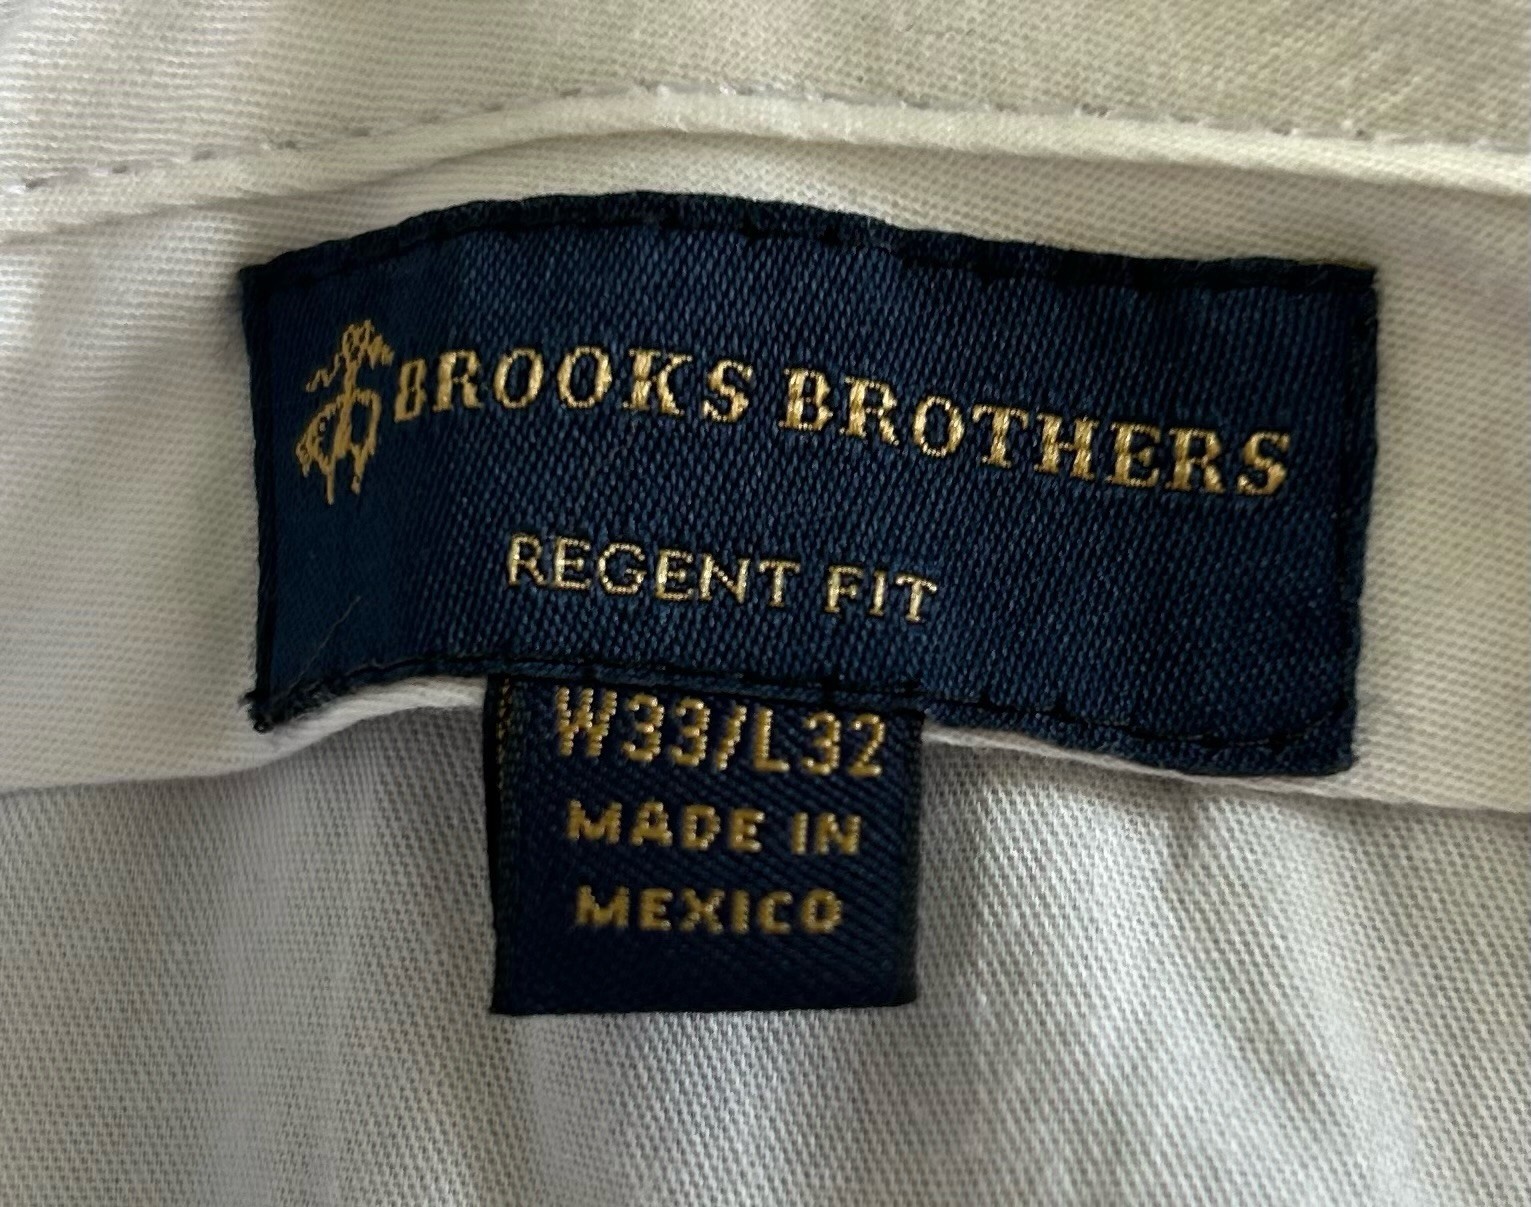 BROOKS BROTHERS
REGENT FIT
W33/L32
MADE IN
MEXICO